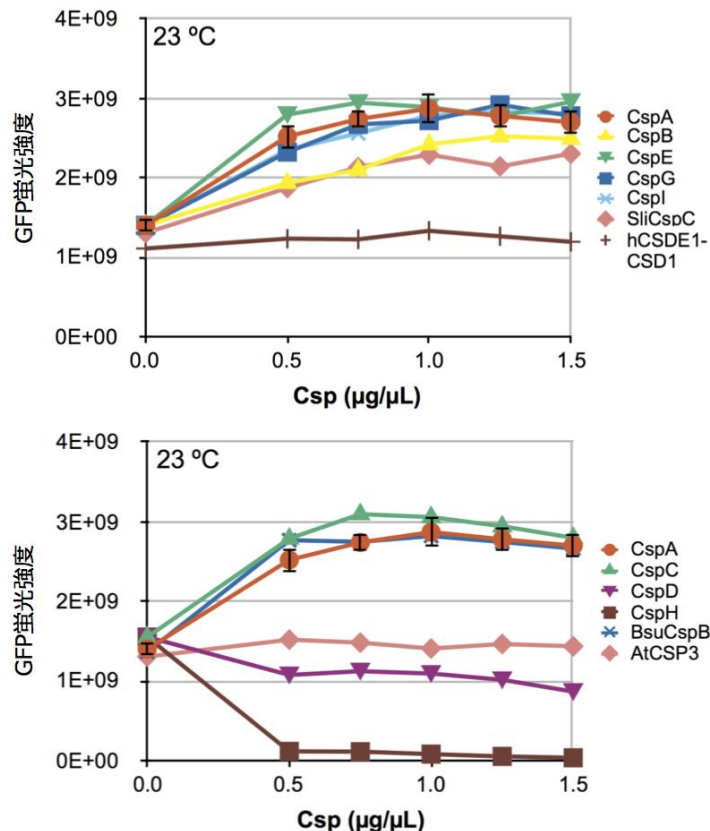 4E+09
23 ºC
3E+09
2E+09
1E+09
0E+00
GFP蛍光強度
0.0
0.5
1.0
1.5
Csp (µg/µL)
CspA
CspB
CspE
CspG
CspI
SliCspC
hCSDE1-
CSD1
4E+09
23 ºC
3E+09
2E+09
1E+09
0E+00
GFP蛍光強度
0.0
0.5
1.0
1.5
Csp (µg/µL)
CspA
CspC
CspD
CspH
BsuCspB
AtCSP3